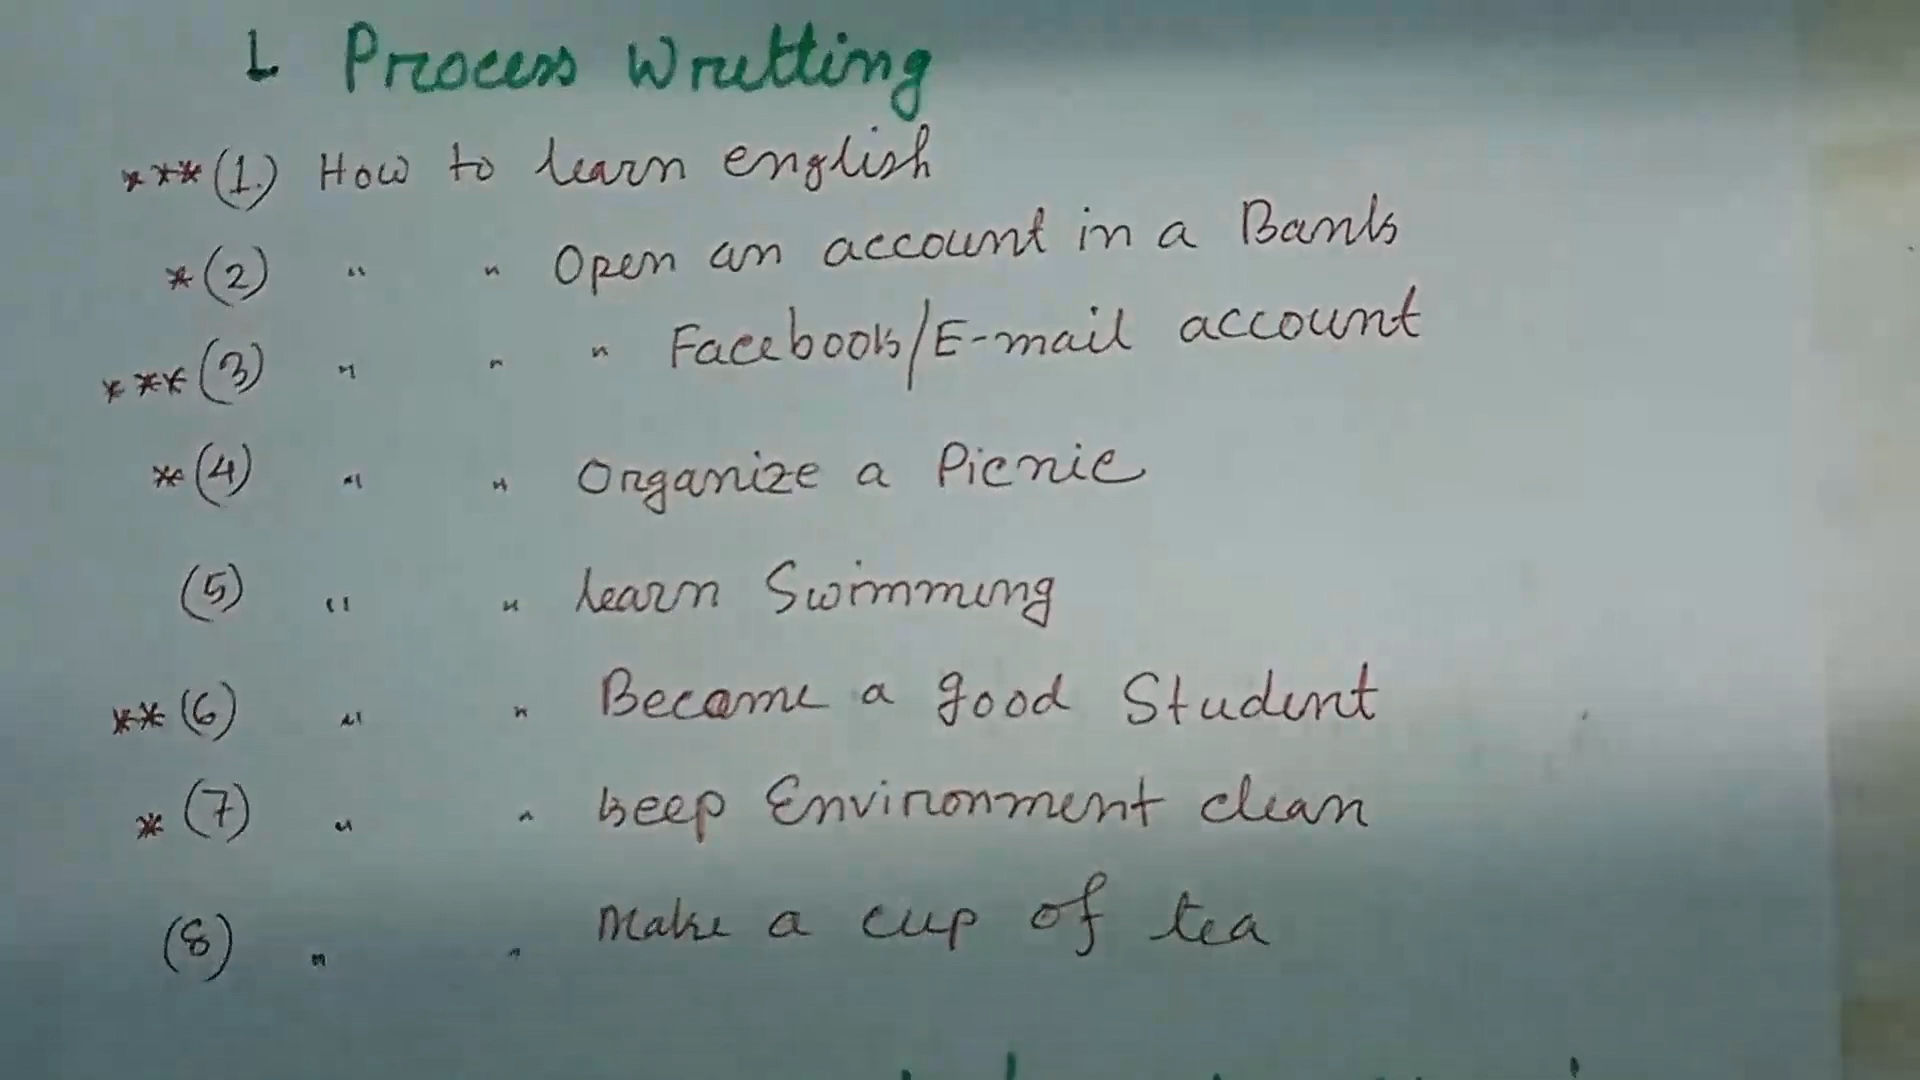 1 Process Writting
***(1.) How to learn english
*(2) " " Open an account in a Bank
***(3) " " " Facebook/E-mail account
*(4) " " Organize a Picnic
(5) " " learn Swimming
**(6) " " Become a good Student
*(7) " " keep Environment clean
(8) " " Make a cup of tea